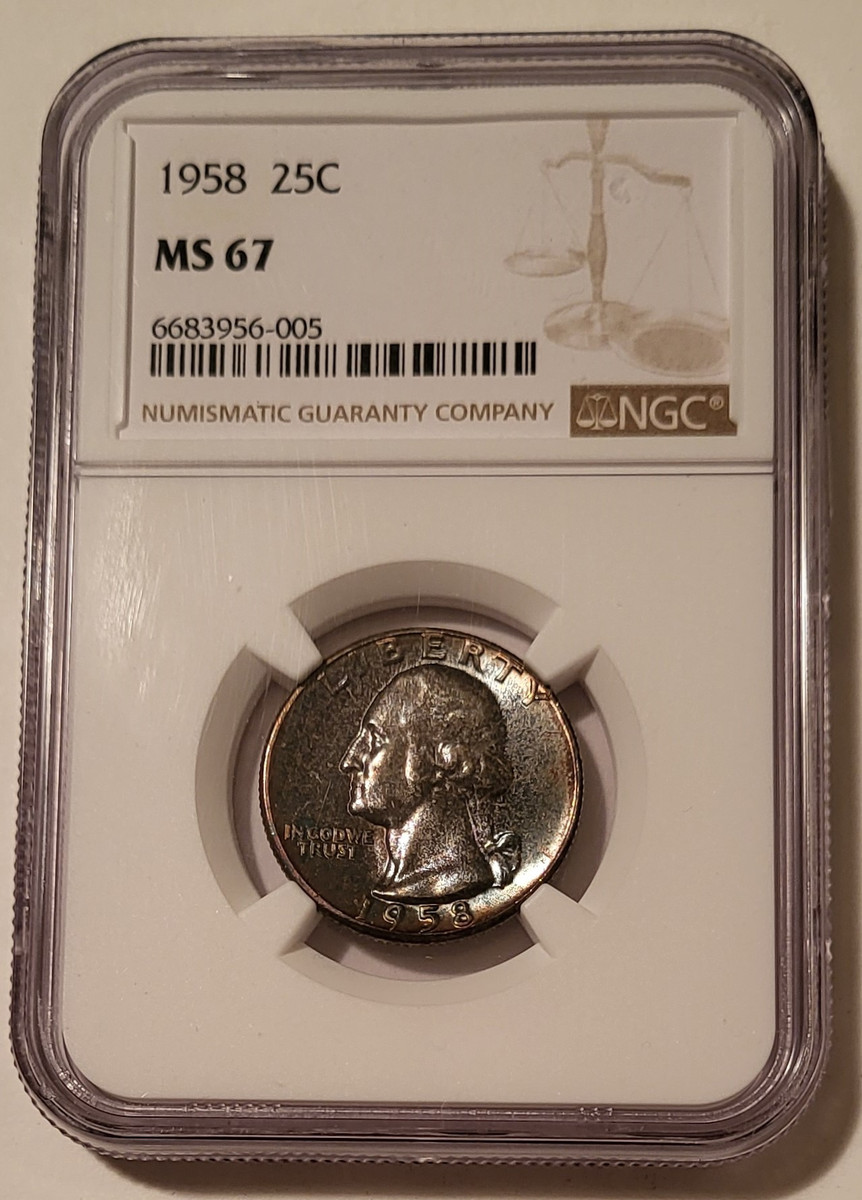 1958 25C
MS 67
6683956-005
NUMISMATIC GUARANTY COMPANY NGC®
LIBERTY
IN GOD WE
TRUST
1958